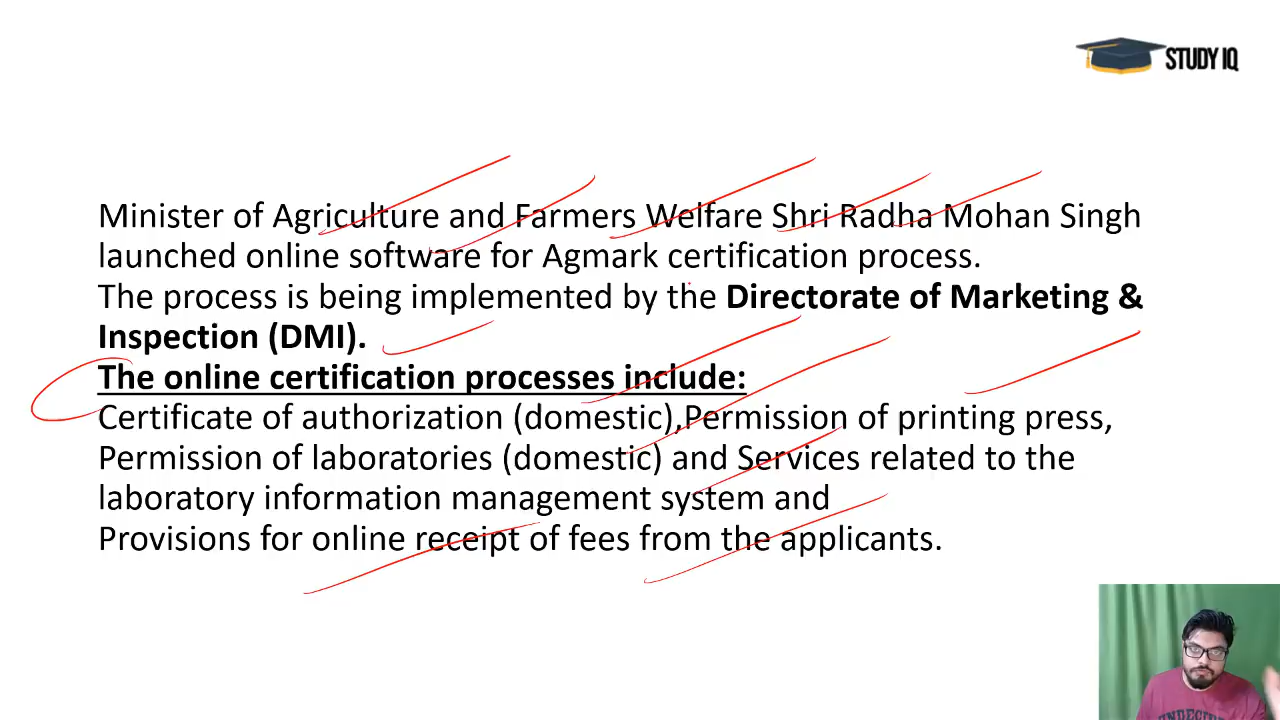 STUDY IQ
Minister of Agriculture and Farmers Welfare Shri Radha Mohan Singh
launched online software for Agmark certification process.
The process is being implemented by the Directorate of Marketing &
Inspection (DMI).
The online certification processes include:
Certificate of authorization (domestic),Permission of printing press,
Permission of laboratories (domestic) and Services related to the
laboratory information management system and
Provisions for online receipt of fees from the applicants.